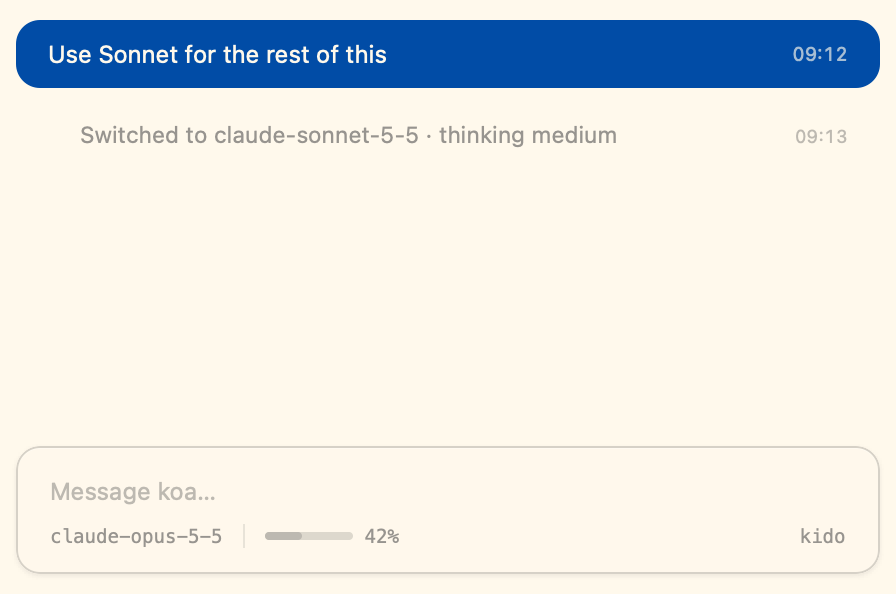 Use Sonnet for the rest of this 09:12
Switched to claude-sonnet-5-5 · thinking medium 09:13
Message koa...
claude-opus-5-5 42% kido